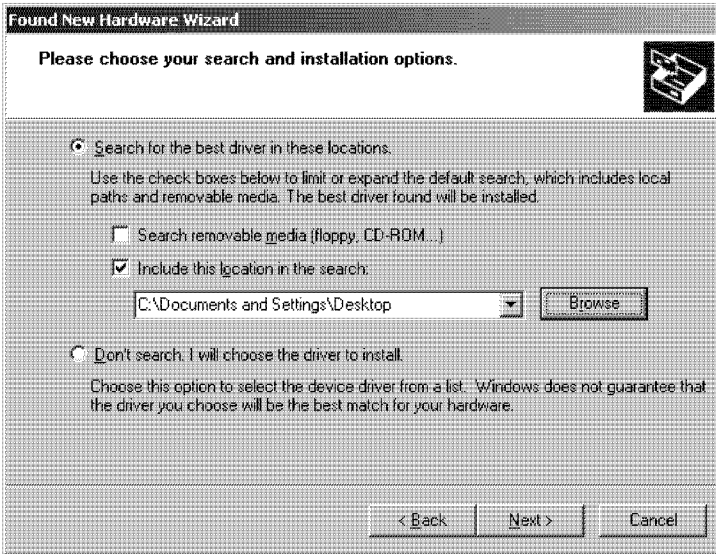 Found New Hardware Wizard
Please choose your search and installation options.
Search for the best driver in these locations.
Use the check boxes below to limit or expand the default search, which includes local
paths and removable media. The best driver found will be installed.
Search removable media (floppy, CD-ROM...)
Include this location in the search:
C:\Documents and Settings\Desktop
Browse
Don't search. I will choose the driver to install.
Choose this option to select the device driver from a list. Windows does not guarantee that
the driver you choose will be the best match for your hardware.
< Back
Next >
Cancel